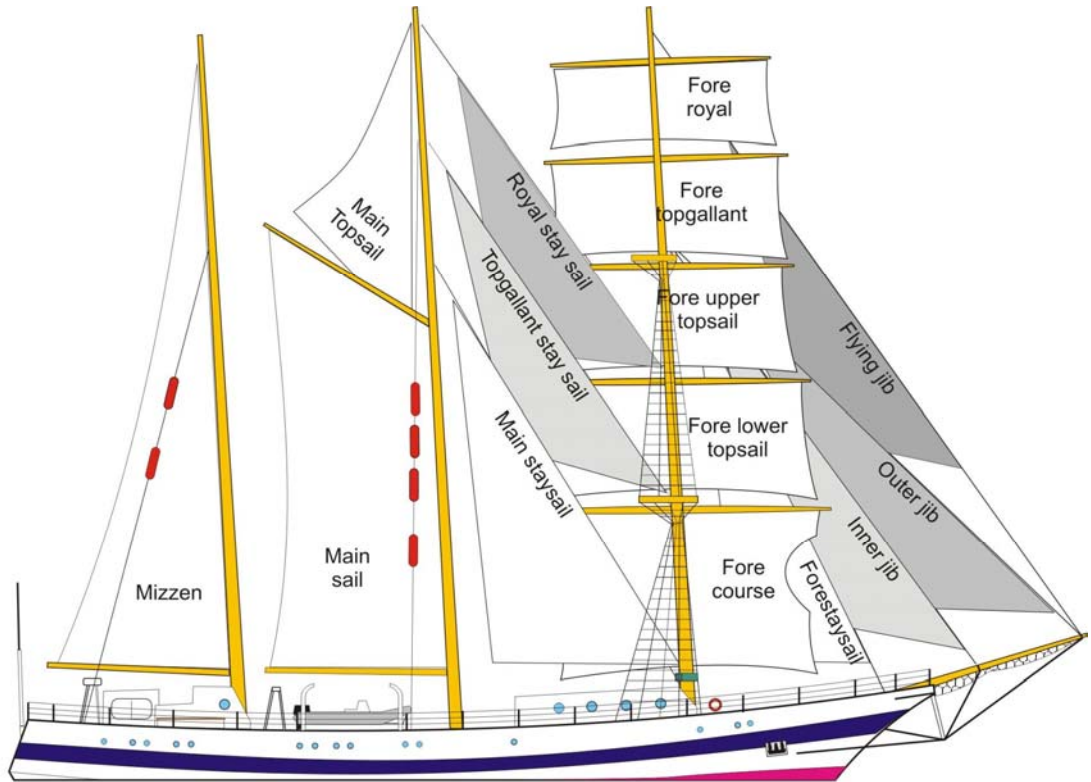 Fore
royal
Fore
topgallant
Fore upper
topsail
Fore lower
topsail
Fore
course
Main
Topsail
Royal stay sail
Topgallant stay sail
Main staysail
Flying jib
Outer jib
Inner jib
Forestaysail
Main
sail
Mizzen